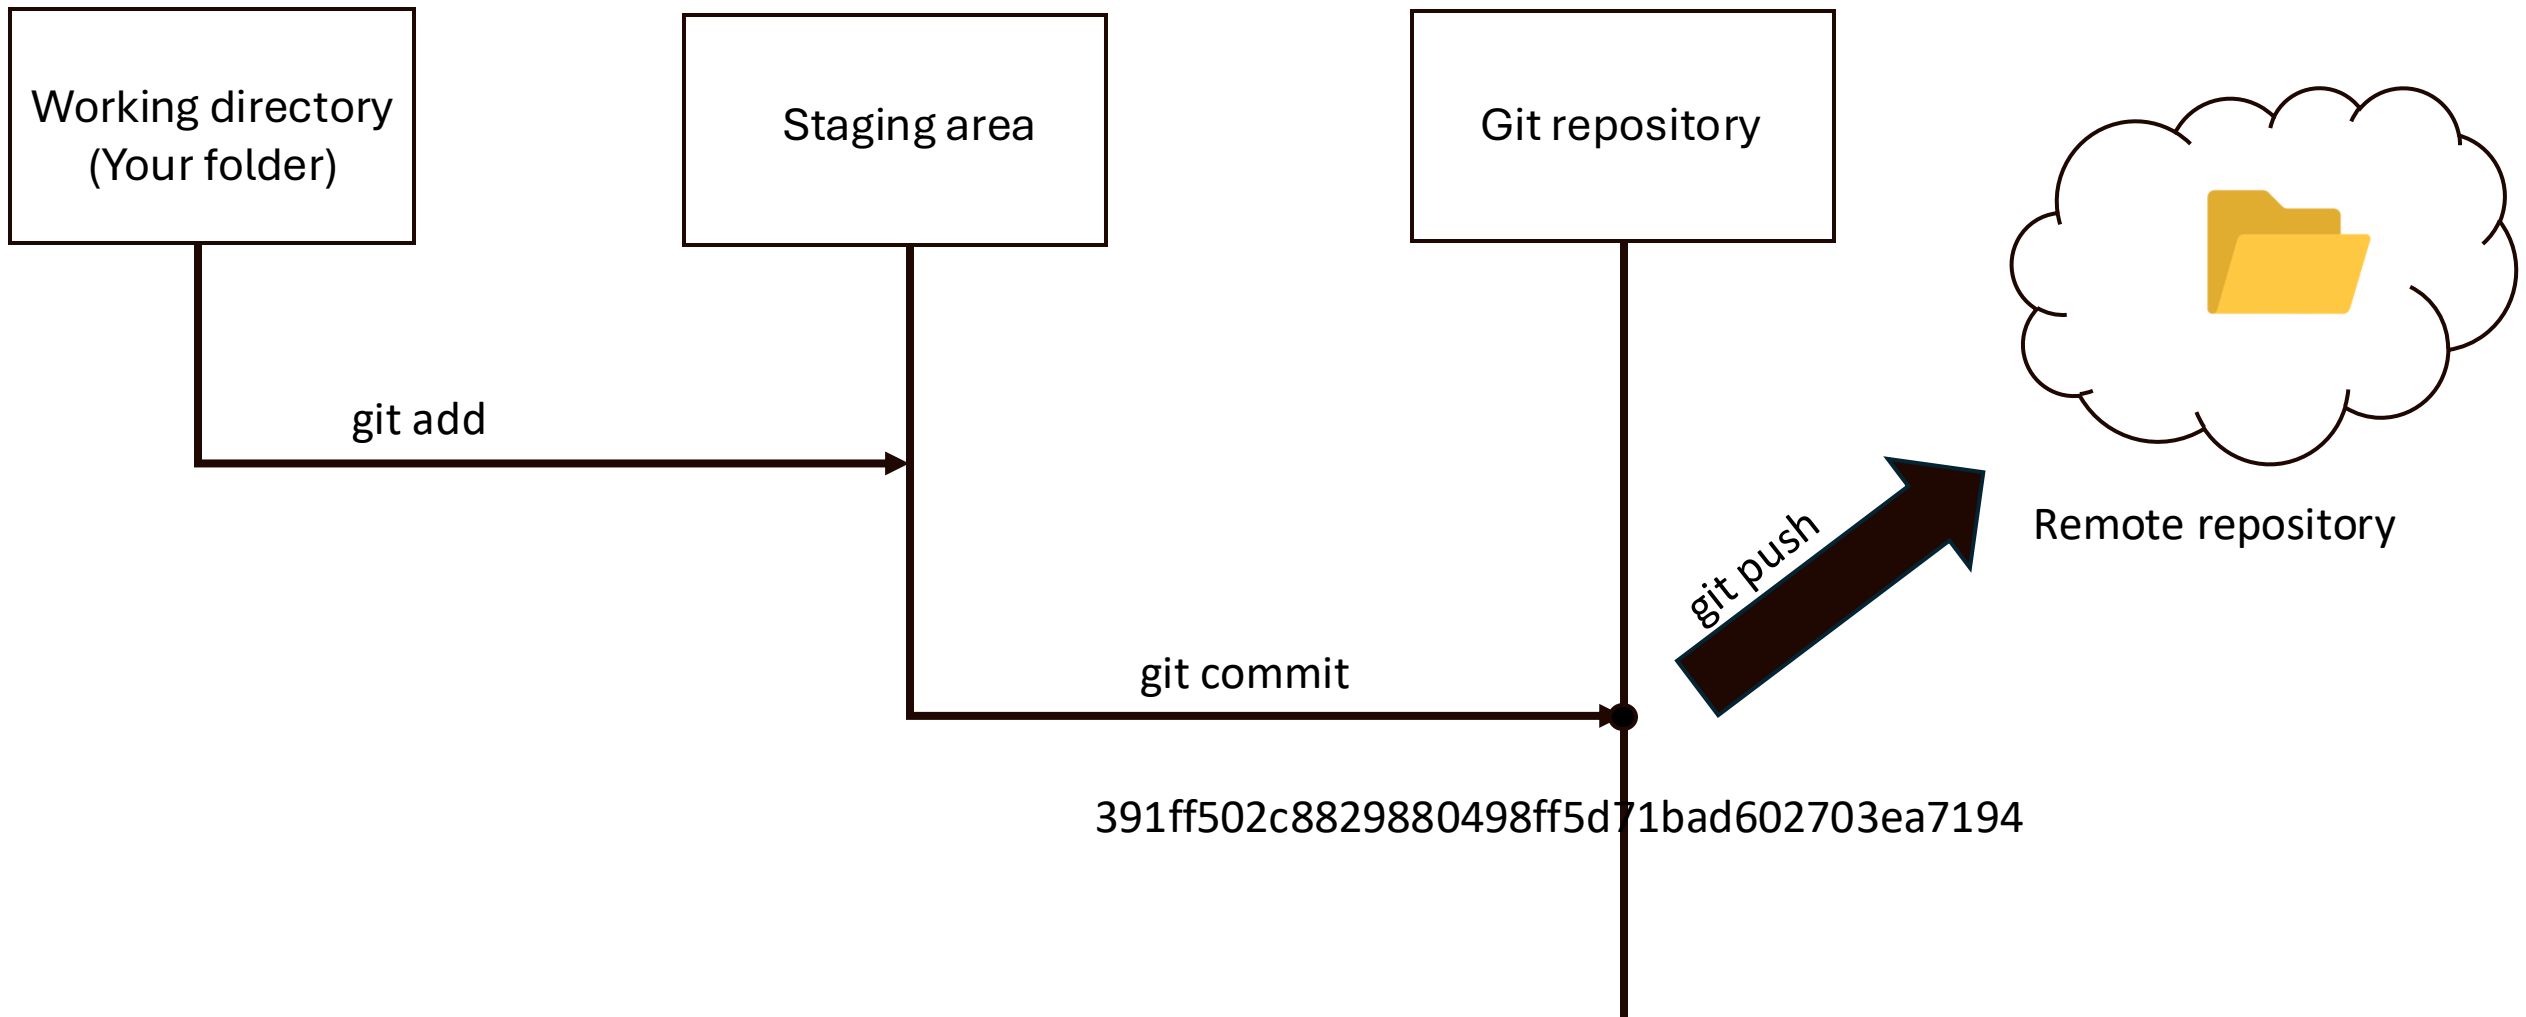 Working directory
(Your folder)
Staging area
Git repository
git add
git commit
git push
Remote repository
391ff502c8829880498ff5d71bad602703ea7194